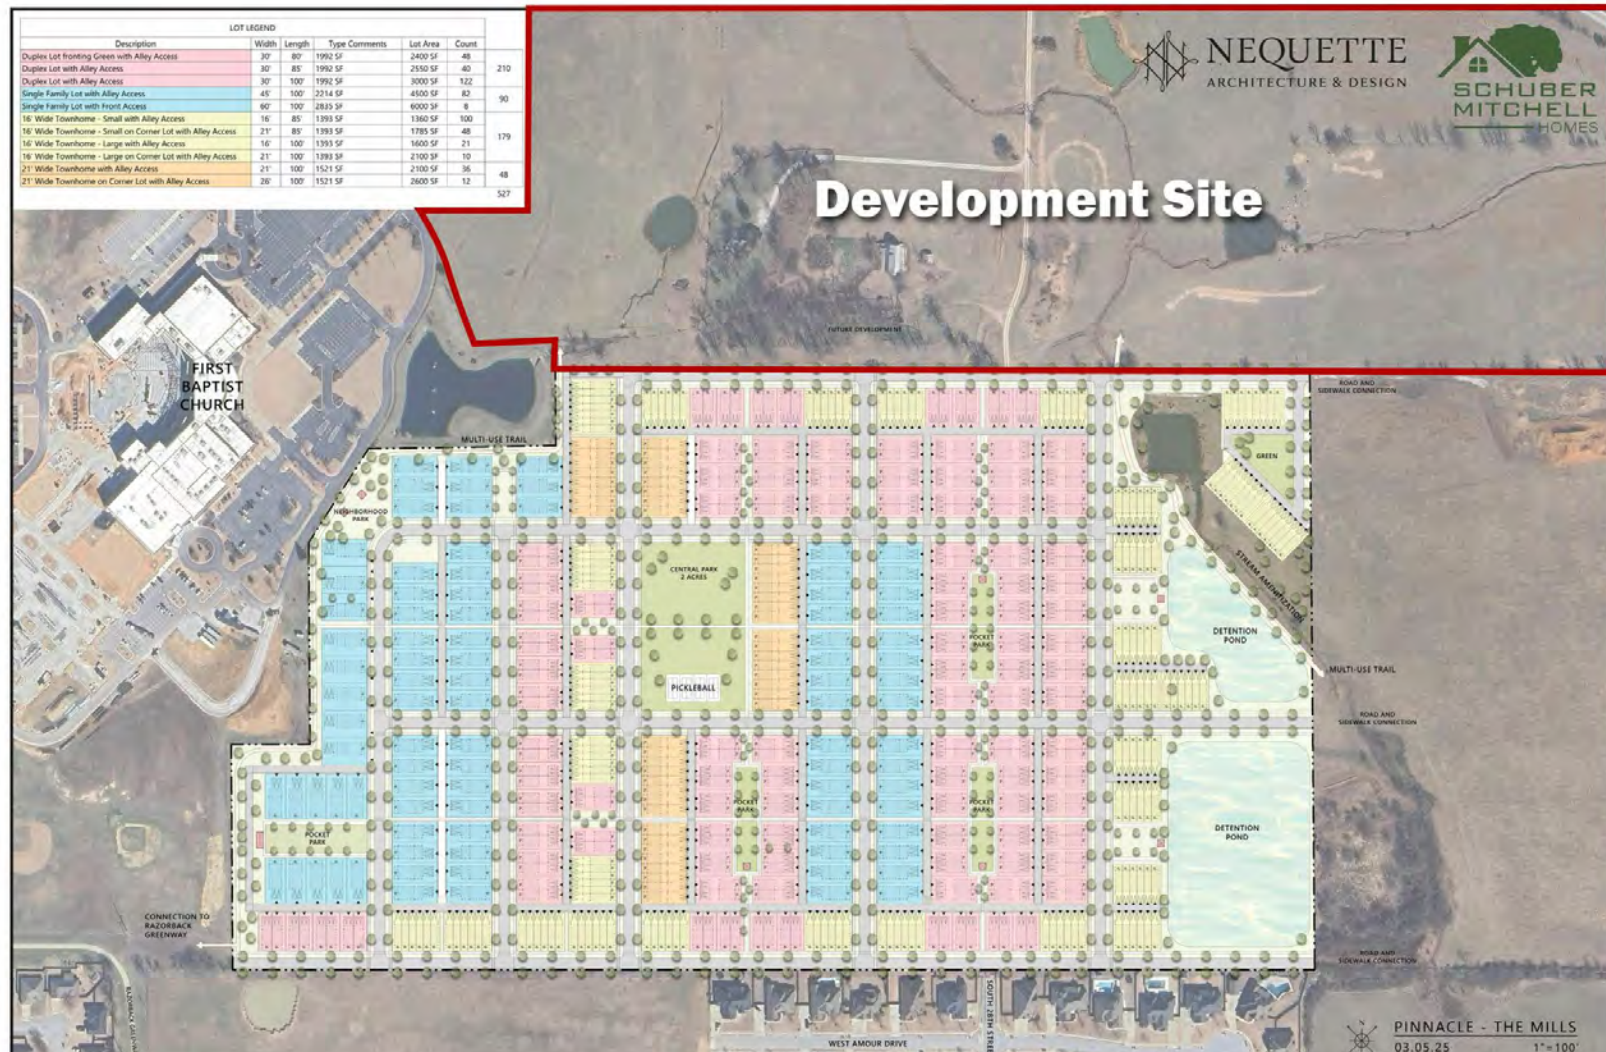 LOT LEGEND
Description Width Length Type Comments Lot Area Count
Duplex Lot fronting Green with Alley Access 30' 80' 1992 SF 2400 SF 48
Duplex Lot with Alley Access 30' 85' 1992 SF 2550 SF 40 210
Duplex Lot with Alley Access 30' 100' 1992 SF 3000 SF 122
Single Family Lot with Alley Access 45' 100' 2214 SF 4500 SF 82 90
Single Family Lot with Front Access 60' 100' 2835 SF 6000 SF 8
16' Wide Townhome - Small with Alley Access 16' 85' 1393 SF 1360 SF 100
16' Wide Townhome - Small on Corner Lot with Alley Access 21' 85' 1393 SF 1785 SF 48 179
16' Wide Townhome - Large with Alley Access 16' 100' 1393 SF 1600 SF 21
16' Wide Townhome - Large on Corner Lot with Alley Access 21' 100' 1393 SF 2100 SF 10
21' Wide Townhome with Alley Access 21' 100' 1521 SF 2100 SF 36 48
21' Wide Townhome on Corner Lot with Alley Access 26' 100' 1521 SF 2600 SF 12
527
NEQUETTE
ARCHITECTURE & DESIGN
SCHUBER
MITCHELL
HOMES
Development Site
FUTURE DEVELOPMENT
FIRST
BAPTIST
CHURCH
MULTI-USE TRAIL
ROAD AND
SIDEWALK CONNECTION
GREEN
NEIGHBORHOOD
PARK
CENTRAL PARK
2 ACRES
STREAM AMENITIZATION
DETENTION
POND
POCKET
PARK
PICKLEBALL
MULTI-USE TRAIL
ROAD AND
SIDEWALK CONNECTION
POCKET
PARK
POCKET
PARK
POCKET
PARK
DETENTION
POND
CONNECTION TO
RAZORBACK
GREENWAY
ROAD AND
SIDEWALK CONNECTION
SOUTH 28TH STREET
WEST AMOUR DRIVE
N
PINNACLE - THE MILLS
03.05.25 1"=100'